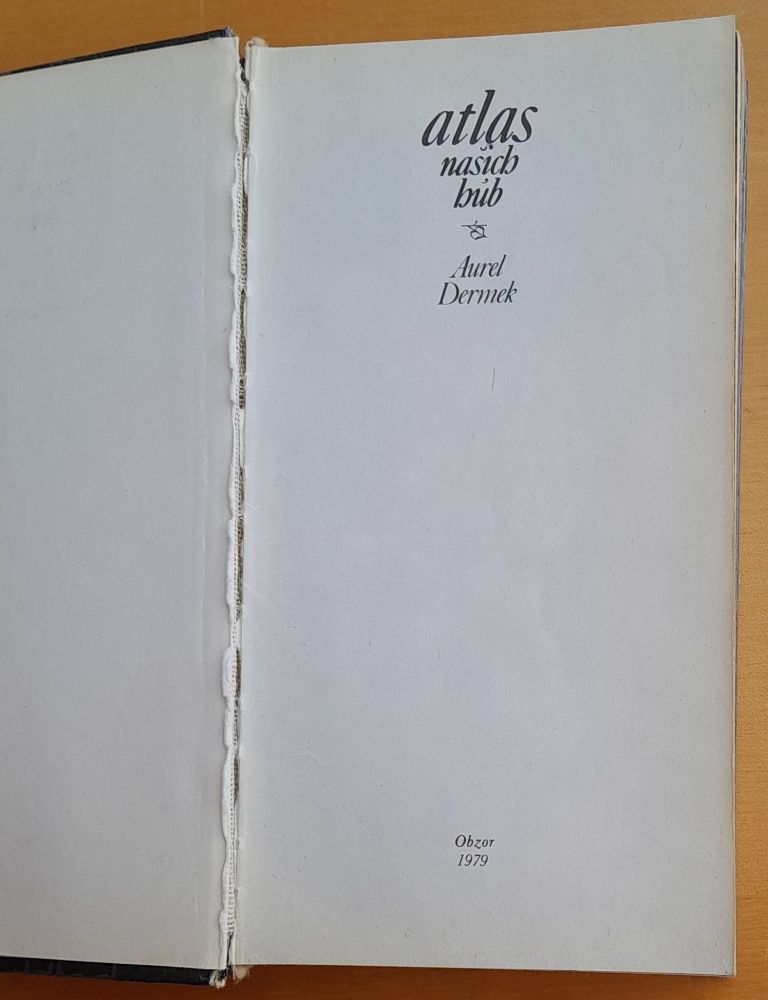 atlas
našich
húb
Aurel
Dermek
Obzor
1979